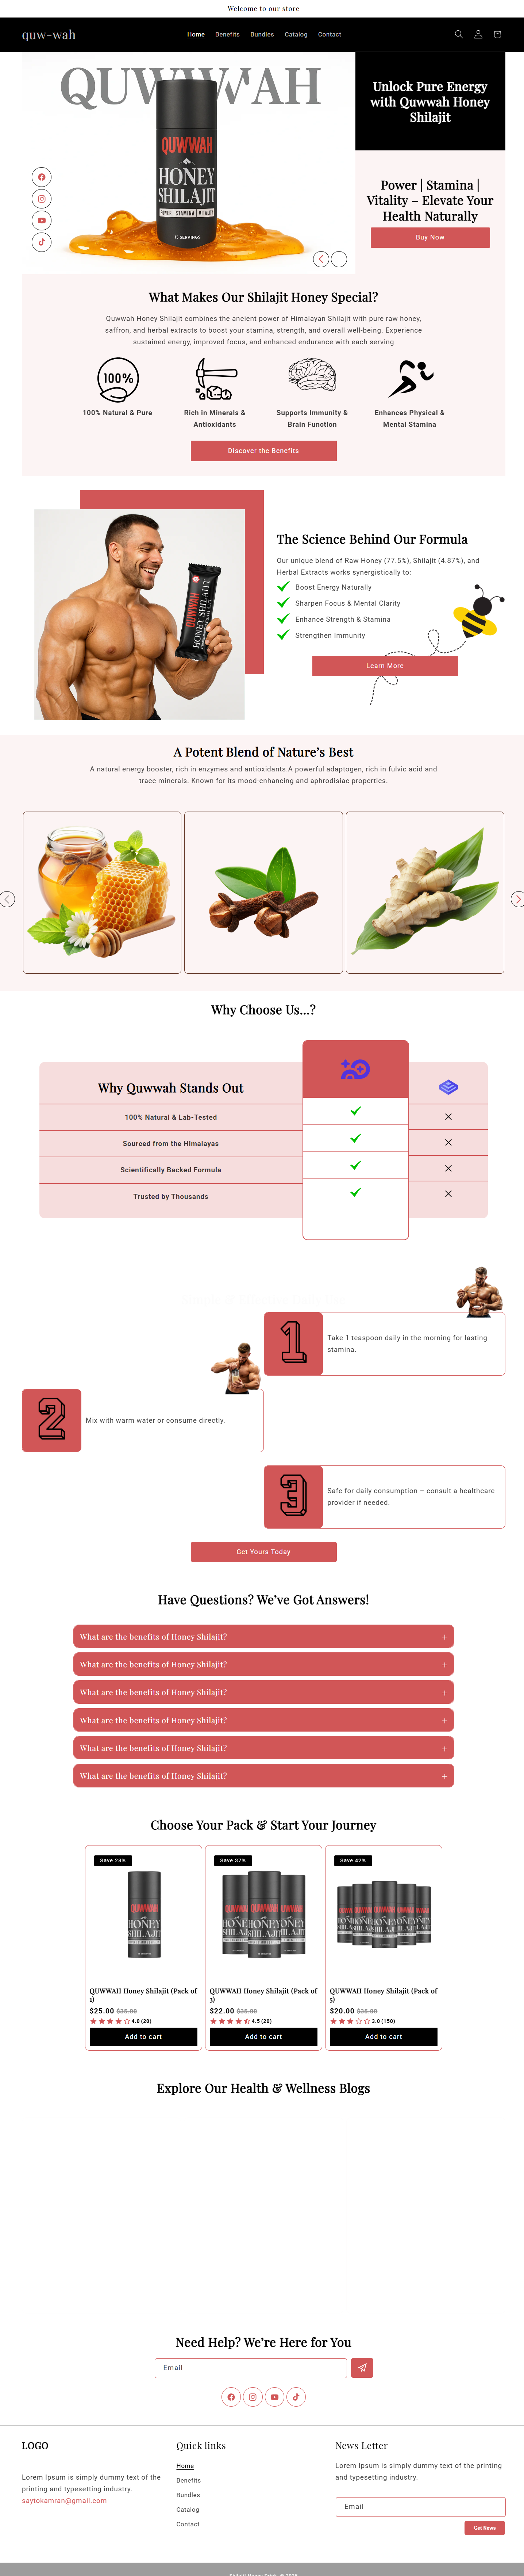 Welcome to our store
quw-wah
Home
Benefits
Bundles
Catalog
Contact
QUWWAH
QUWWAH
HONEY
SHILAJIT
POWER | STAMINA | VITALITY
15 SERVINGS
Unlock Pure Energy
with Quwwah Honey
Shilajit
Power | Stamina |
Vitality – Elevate Your
Health Naturally
Buy Now
What Makes Our Shilajit Honey Special?
Quwwah Honey Shilajit combines the ancient power of Himalayan Shilajit with pure raw honey,
saffron, and herbal extracts to boost your stamina, strength, and overall well-being. Experience
sustained energy, improved focus, and enhanced endurance with each serving
100%
100% Natural & Pure
Rich in Minerals &
Antioxidants
Supports Immunity &
Brain Function
Enhances Physical &
Mental Stamina
Discover the Benefits
QUWWAH
HONEY SHILAJIT
The Science Behind Our Formula
Our unique blend of Raw Honey (77.5%), Shilajit (4.87%), and
Herbal Extracts works synergistically to:
Boost Energy Naturally
Sharpen Focus & Mental Clarity
Enhance Strength & Stamina
Strengthen Immunity
Learn More
A Potent Blend of Nature's Best
A natural energy booster, rich in enzymes and antioxidants.A powerful adaptogen, rich in fulvic acid and
trace minerals. Known for its mood-enhancing and aphrodisiac properties.
Why Choose Us...?
Why Quwwah Stands Out
100% Natural & Lab-Tested
Sourced from the Himalayas
Scientifically Backed Formula
Trusted by Thousands
1
Take 1 teaspoon daily in the morning for lasting
stamina.
2
Mix with warm water or consume directly.
3
Safe for daily consumption – consult a healthcare
provider if needed.
Get Yours Today
Have Questions? We've Got Answers!
What are the benefits of Honey Shilajit?
What are the benefits of Honey Shilajit?
What are the benefits of Honey Shilajit?
What are the benefits of Honey Shilajit?
What are the benefits of Honey Shilajit?
What are the benefits of Honey Shilajit?
Choose Your Pack & Start Your Journey
Save 28%
QUWWAH
HONEY
SHILAJIT
QUWWAH Honey Shilajit (Pack of
1)
$25.00 $35.00
4.0 (20)
Add to cart
Save 37%
QUWWAH
HONEY
SHILAJIT
QUWWAH Honey Shilajit (Pack of
3)
$22.00 $35.00
4.5 (20)
Add to cart
Save 42%
QUWWAH
HONEY
SHILAJIT
QUWWAH Honey Shilajit (Pack of
5)
$20.00 $35.00
3.0 (150)
Add to cart
Explore Our Health & Wellness Blogs
Need Help? We're Here for You
Email
LOGO
Lorem Ipsum is simply dummy text of the
printing and typesetting industry.
saytokamran@gmail.com
Quick links
Home
Benefits
Bundles
Catalog
Contact
News Letter
Lorem Ipsum is simply dummy text of the printing
and typesetting industry.
Email
Get News